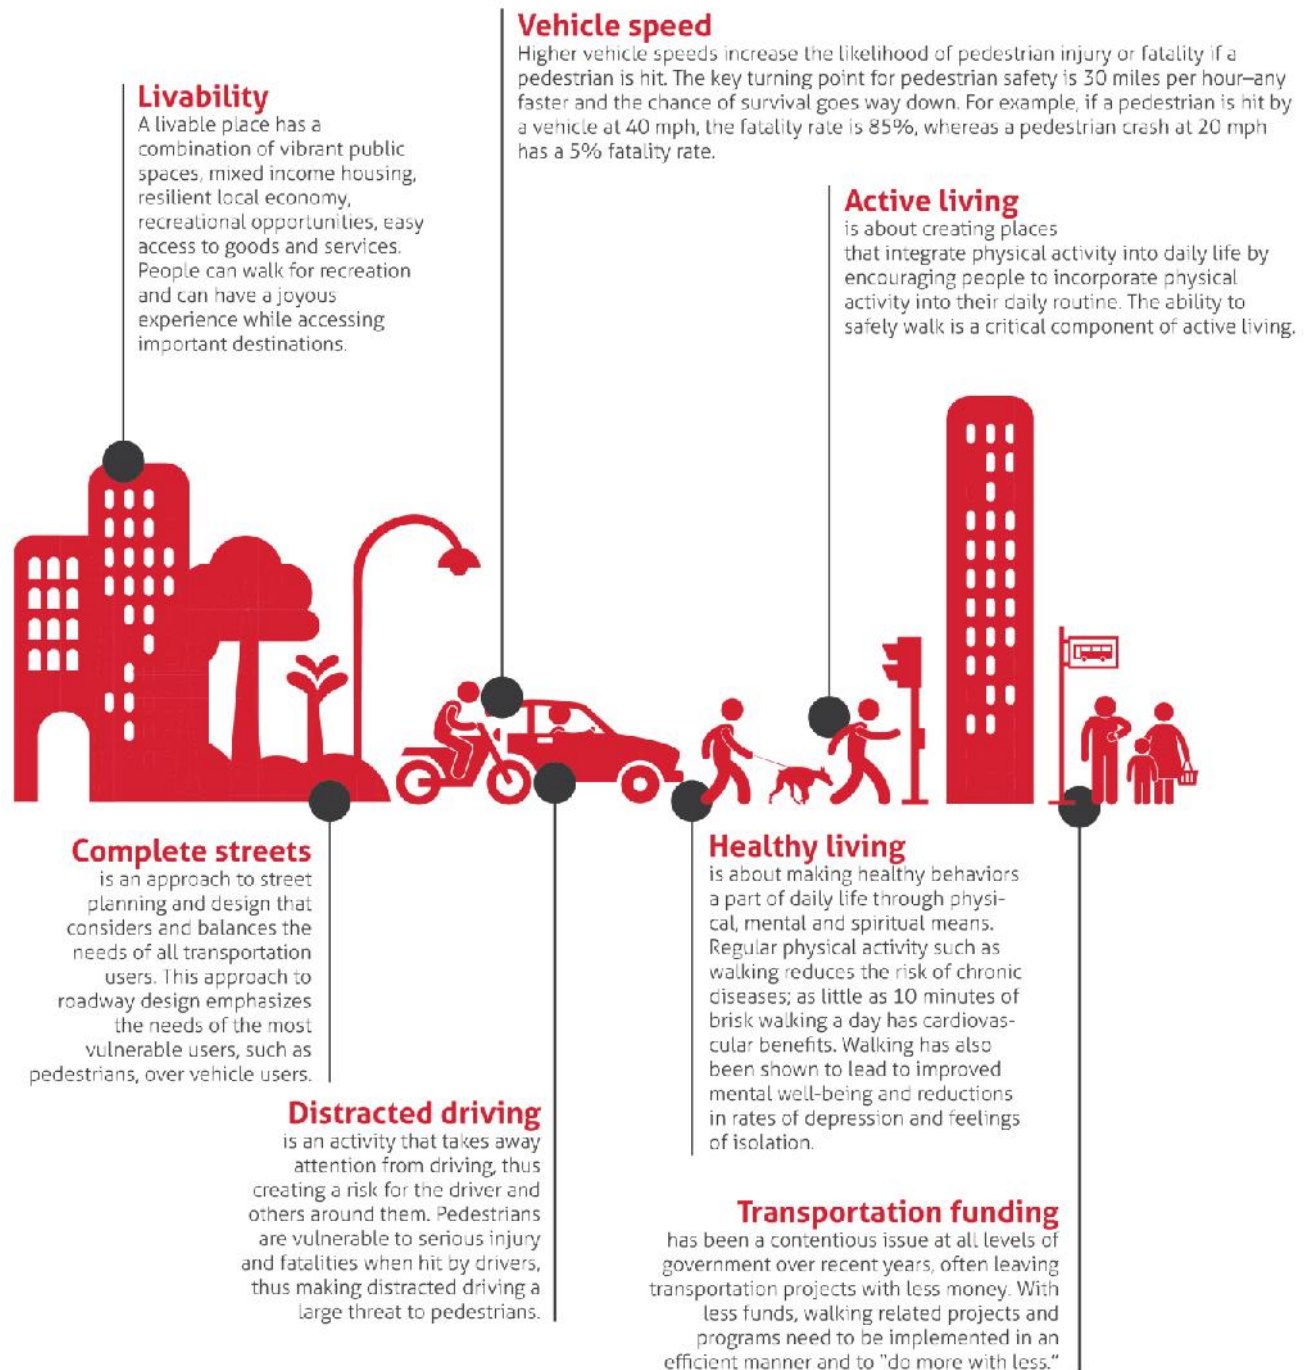 Vehicle speed
Higher vehicle speeds increase the likelihood of pedestrian injury or fatality if a
pedestrian is hit. The key turning point for pedestrian safety is 30 miles per hour—any
faster and the chance of survival goes way down. For example, if a pedestrian is hit by
a vehicle at 40 mph, the fatality rate is 85%, whereas a pedestrian crash at 20 mph
has a 5% fatality rate.
Livability
A livable place has a
combination of vibrant public
spaces, mixed income housing,
resilient local economy,
recreational opportunities, easy
access to goods and services.
People can walk for recreation
and can have a joyous
experience while accessing
important destinations.
Active living
is about creating places
that integrate physical activity into daily life by
encouraging people to incorporate physical
activity into their daily routine. The ability to
safely walk is a critical component of active living.
Complete streets
is an approach to street
planning and design that
considers and balances the
needs of all transportation
users. This approach to
roadway design emphasizes
the needs of the most
vulnerable users, such as
pedestrians, over vehicle users.
Healthy living
is about making healthy behaviors
a part of daily life through physi-
cal, mental and spiritual means.
Regular physical activity such as
walking reduces the risk of chronic
diseases; as little as 10 minutes of
brisk walking a day has cardiovas-
cular benefits. Walking has also
been shown to lead to improved
mental well-being and reductions
in rates of depression and feelings
of isolation.
Distracted driving
is an activity that takes away
attention from driving, thus
creating a risk for the driver and
others around them. Pedestrians
are vulnerable to serious injury
and fatalities when hit by drivers,
thus making distracted driving a
large threat to pedestrians.
Transportation funding
has been a contentious issue at all levels of
government over recent years, often leaving
transportation projects with less money. With
less funds, walking related projects and
programs need to be implemented in an
efficient manner and to "do more with less."